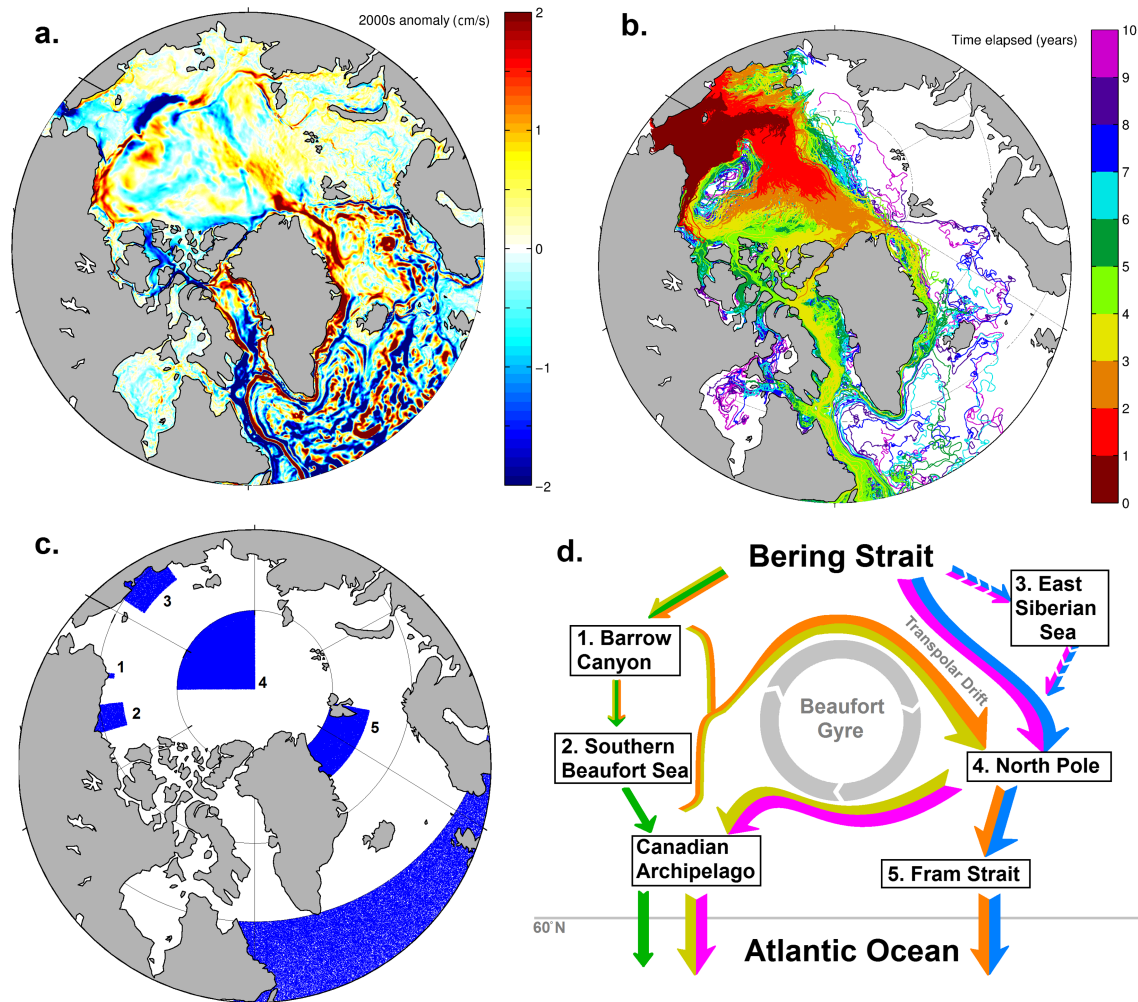 a.
2000s anomaly (cm/s)
2
1
0
−1
−2
b.
Time elapsed (years)
10
9
8
7
6
5
4
3
2
1
0
c.
3
1
2
4
5
d.
Bering Strait
1. Barrow
Canyon
3. East
Siberian
Sea
Transpolar Drift
Beaufort
Gyre
2. Southern
Beaufort Sea
4. North Pole
Canadian
Archipelago
5. Fram Strait
60°N
Atlantic Ocean